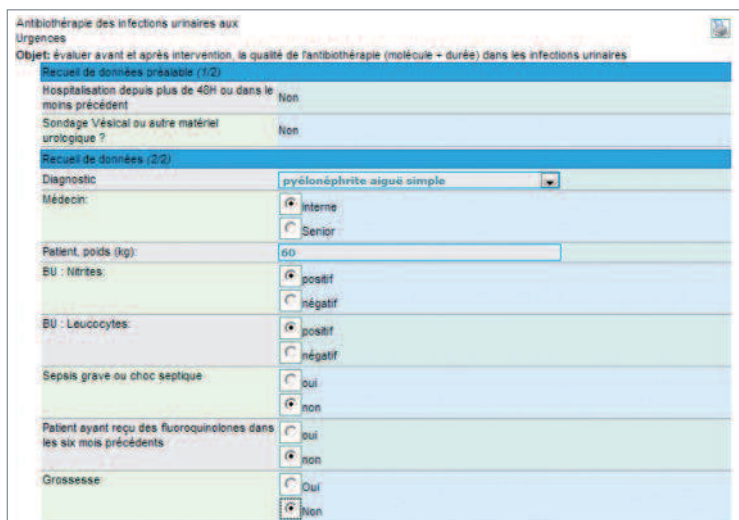 Antibiothérapie des infections urinaires aux
Urgences
Objet: évaluer avant et après intervention, la qualité de l'antibiothérapie (molécule + durée) dans les infections urinaires
Recueil de données préalable (1/2)
Hospitalisation depuis plus de 48H ou dans le
moins précédent
Non
Sondage Vésical ou autre matériel
urologique ?
Non
Recueil de données (2/2)
Diagnostic
pyélonéphrite aiguë simple
Médecin:
Interne
Senior
Patient, poids (kg):
60
BU : Nitrites:
positif
négatif
BU : Leucocytes:
positif
négatif
Sepsis grave ou choc septique
oui
non
Patient ayant reçu des fluoroquinolones dans
les six mois précédents
oui
non
Grossesse
Oui
Non